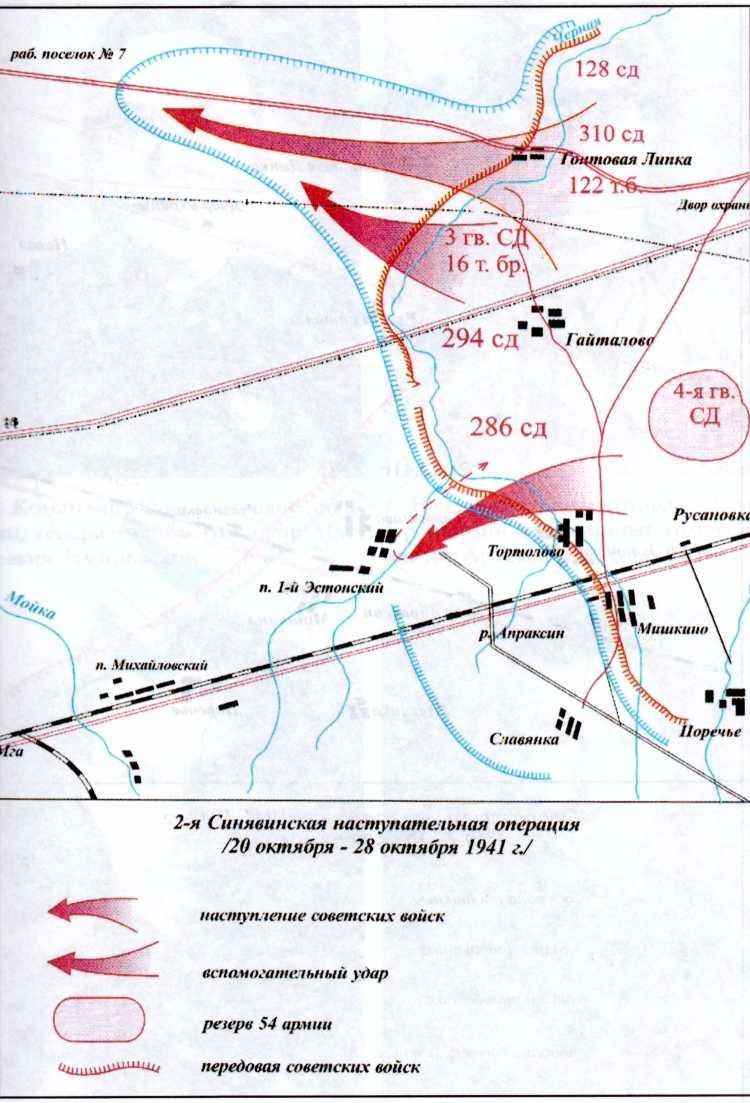 Черная
раб. поселок № 7
128 сд
310 сд
Гонтовая Липка
122 т.б.
Двор охраны
3 гв. СД
16 т. бр.
294 сд
Гайталово
4-я гв.
СД
286 сд
Русановка
Тортолово
п. 1-й Эстонский
Мойка
р. Апраксин
Мишкино
п. Михайловский
Поречье
Славянка
Мга
2-я Синявинская наступательная операция
/20 октября - 28 октября 1941 г./
наступление советских войск
вспомогательный удар
резерв 54 армии
передовая советских войск